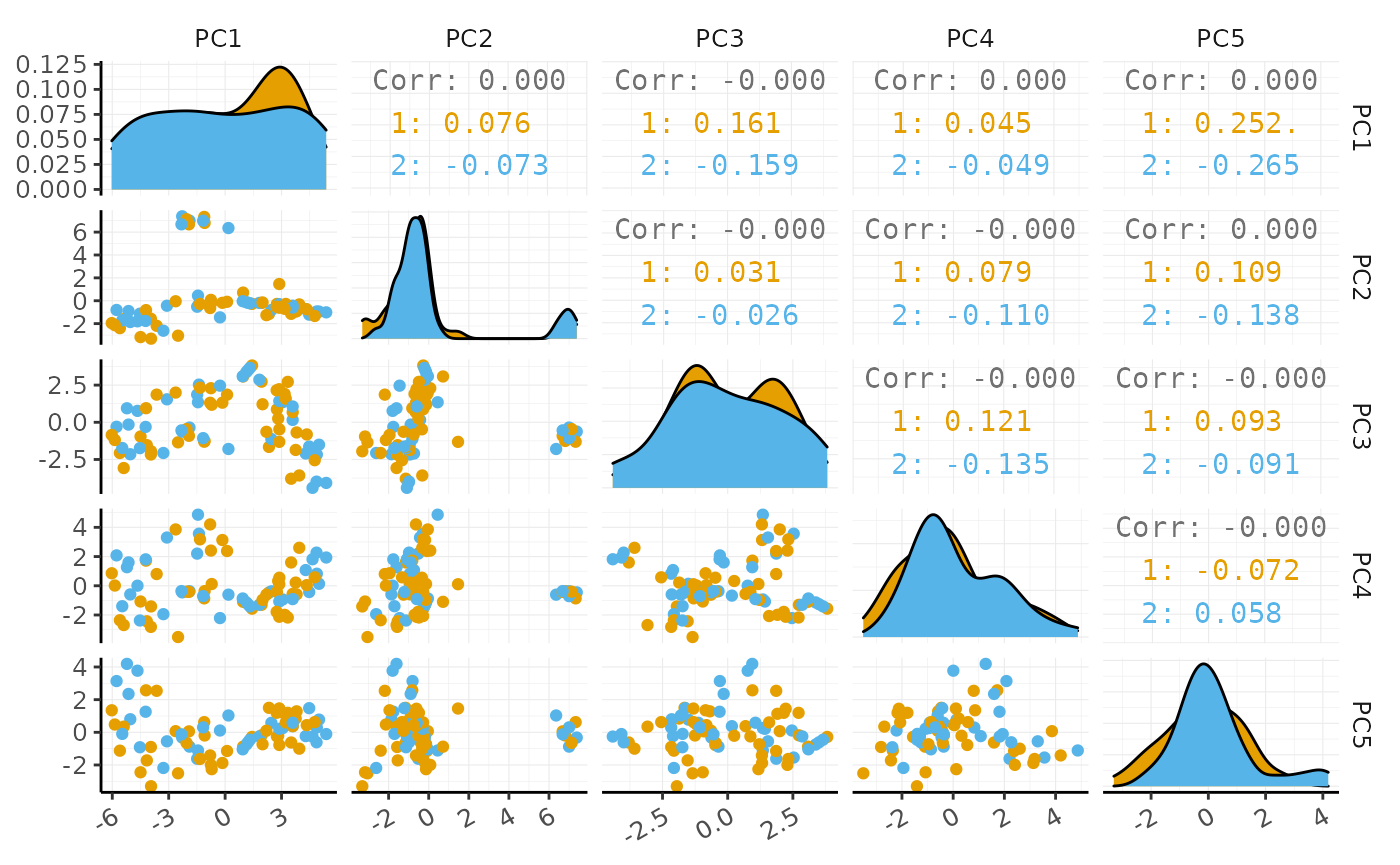 PC1 PC2 PC3 PC4 PC5
0.125
0.100
0.075
0.050
0.025
0.000
Corr: 0.000
1: 0.076
2: -0.073
Corr: -0.000
1: 0.161
2: -0.159
Corr: 0.000
1: 0.045
2: -0.049
Corr: 0.000
1: 0.252.
2: -0.265
PC1
6
4
2
0
-2
Corr: -0.000
1: 0.031
2: -0.026
Corr: -0.000
1: 0.079
2: -0.110
Corr: 0.000
1: 0.109
2: -0.138
PC2
2.5
0.0
-2.5
Corr: -0.000
1: 0.121
2: -0.135
Corr: -0.000
1: 0.093
2: -0.091
PC3
4
2
0
-2
Corr: -0.000
1: -0.072
2: 0.058
PC4
4
2
0
-2
PC5
-6 -3 0 3 -2 0 2 4 6 -2.5 0.0 2.5 -2 0 2 4 -2 0 2 4